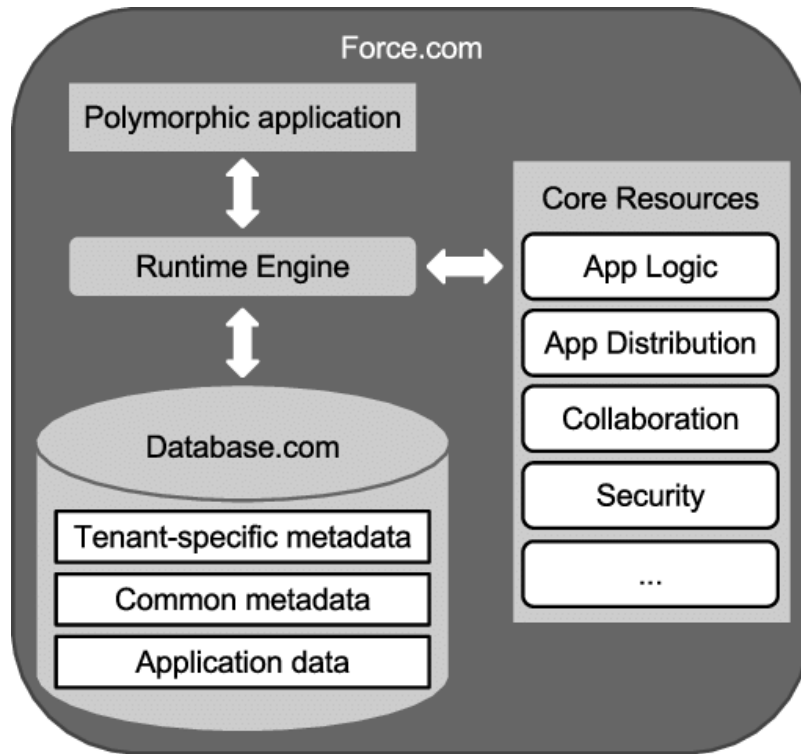 Force.com
Polymorphic application
Runtime Engine
Database.com
Tenant-specific metadata
Common metadata
Application data
Core Resources
App Logic
App Distribution
Collaboration
Security
...